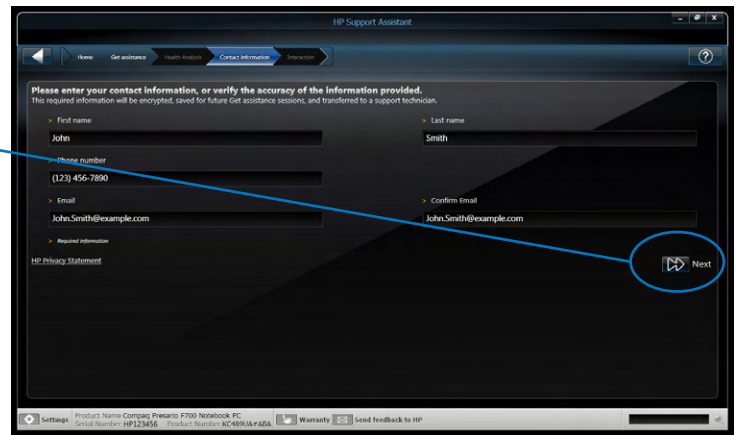 HP Support Assistant
Home Get assistance Health Analysis Contact Information Interaction
?
Please enter your contact information, or verify the accuracy of the information provided.
This required information will be encrypted, saved for future Get assistance sessions, and transferred to a support technician.
> First name > Last name
John Smith
> Phone number
(123) 456-7890
> Email > Confirm Email
John.Smith@example.com John.Smith@example.com
> Required information
HP Privacy Statement Next
Settings Product Name Compaq Presario F700 Notebook PC Warranty Send feedback to HP
Serial Number HP123456 Product Number KC489UA#ABA